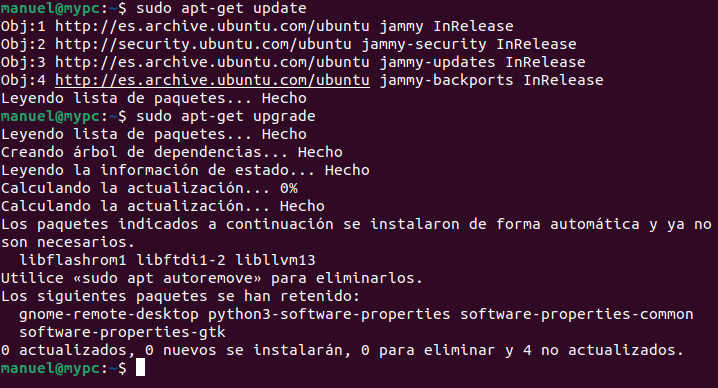 manuel@mypc:~$ sudo apt-get update
Obj:1 http://es.archive.ubuntu.com/ubuntu jammy InRelease
Obj:2 http://security.ubuntu.com/ubuntu jammy-security InRelease
Obj:3 http://es.archive.ubuntu.com/ubuntu jammy-updates InRelease
Obj:4 http://es.archive.ubuntu.com/ubuntu jammy-backports InRelease
Leyendo lista de paquetes... Hecho
manuel@mypc:~$ sudo apt-get upgrade
Leyendo lista de paquetes... Hecho
Creando árbol de dependencias... Hecho
Leyendo la información de estado... Hecho
Calculando la actualización... 0%
Calculando la actualización... Hecho
Los paquetes indicados a continuación se instalaron de forma automática y ya no
son necesarios.
  libflashrom1 libftdi1-2 libllvm13
Utilice «sudo apt autoremove» para eliminarlos.
Los siguientes paquetes se han retenido:
  gnome-remote-desktop python3-software-properties software-properties-common
  software-properties-gtk
0 actualizados, 0 nuevos se instalarán, 0 para eliminar y 4 no actualizados.
manuel@mypc:~$